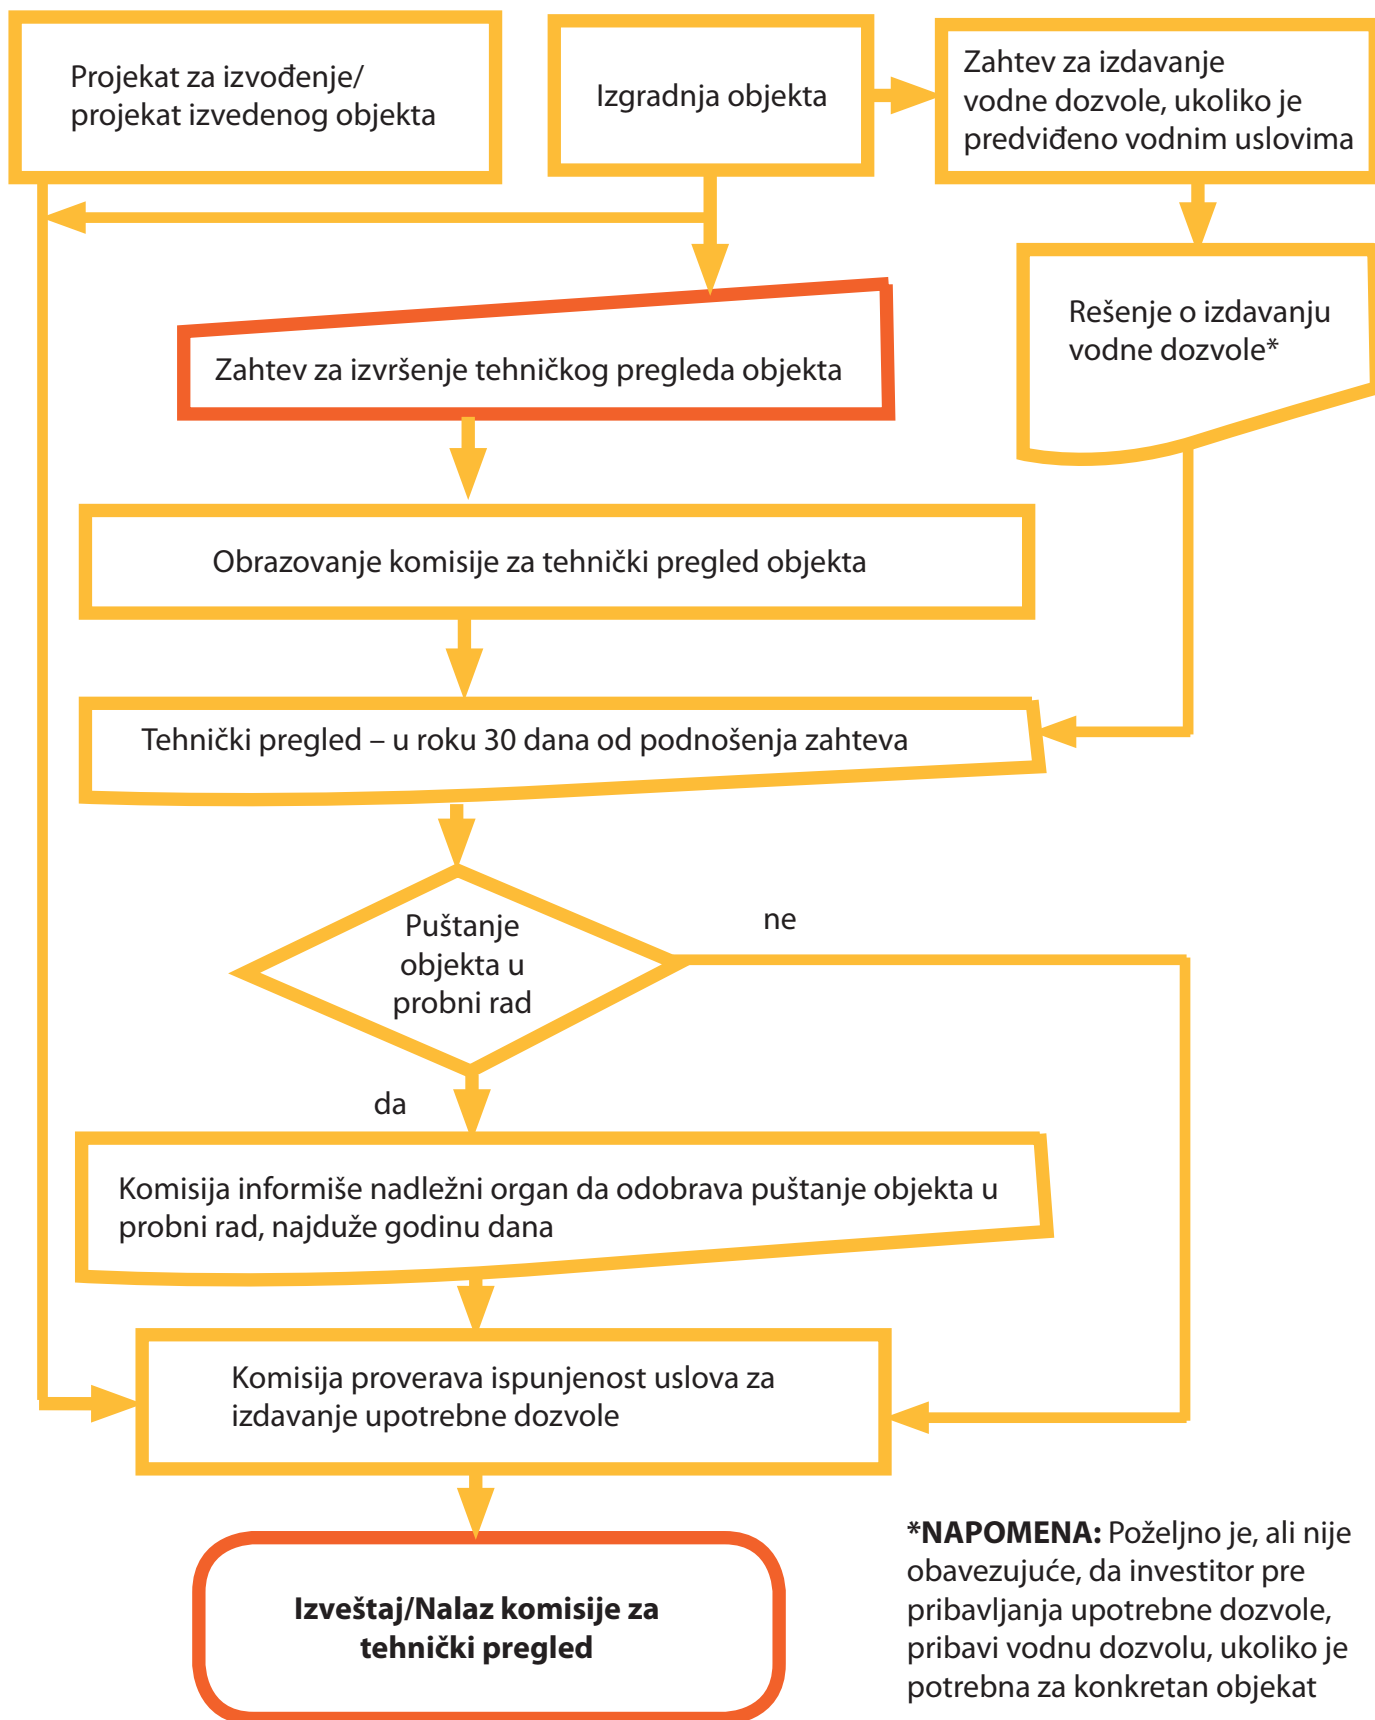 Projekat za izvođenje/
projekat izvedenog objekta
Izgradnja objekta
Zahtev za izdavanje
vodne dozvole, ukoliko je
predviđeno vodnim uslovima
Rešenje o izdavanju
vodne dozvole*
Zahtev za izvršenje tehničkog pregleda objekta
Obrazovanje komisije za tehnički pregled objekta
Tehnički pregled – u roku 30 dana od podnošenja zahteva
Puštanje
objekta u
probni rad
ne
da
Komisija informiše nadležni organ da odobrava puštanje objekta u
probni rad, najduže godinu dana
Komisija proverava ispunjenost uslova za
izdavanje upotrebne dozvole
Izveštaj/Nalaz komisije za
tehnički pregled
*NAPOMENA: Poželjno je, ali nije
obavezujuće, da investitor pre
pribavljanja upotrebne dozvole,
pribavi vodnu dozvolu, ukoliko je
potrebna za konkretan objekat